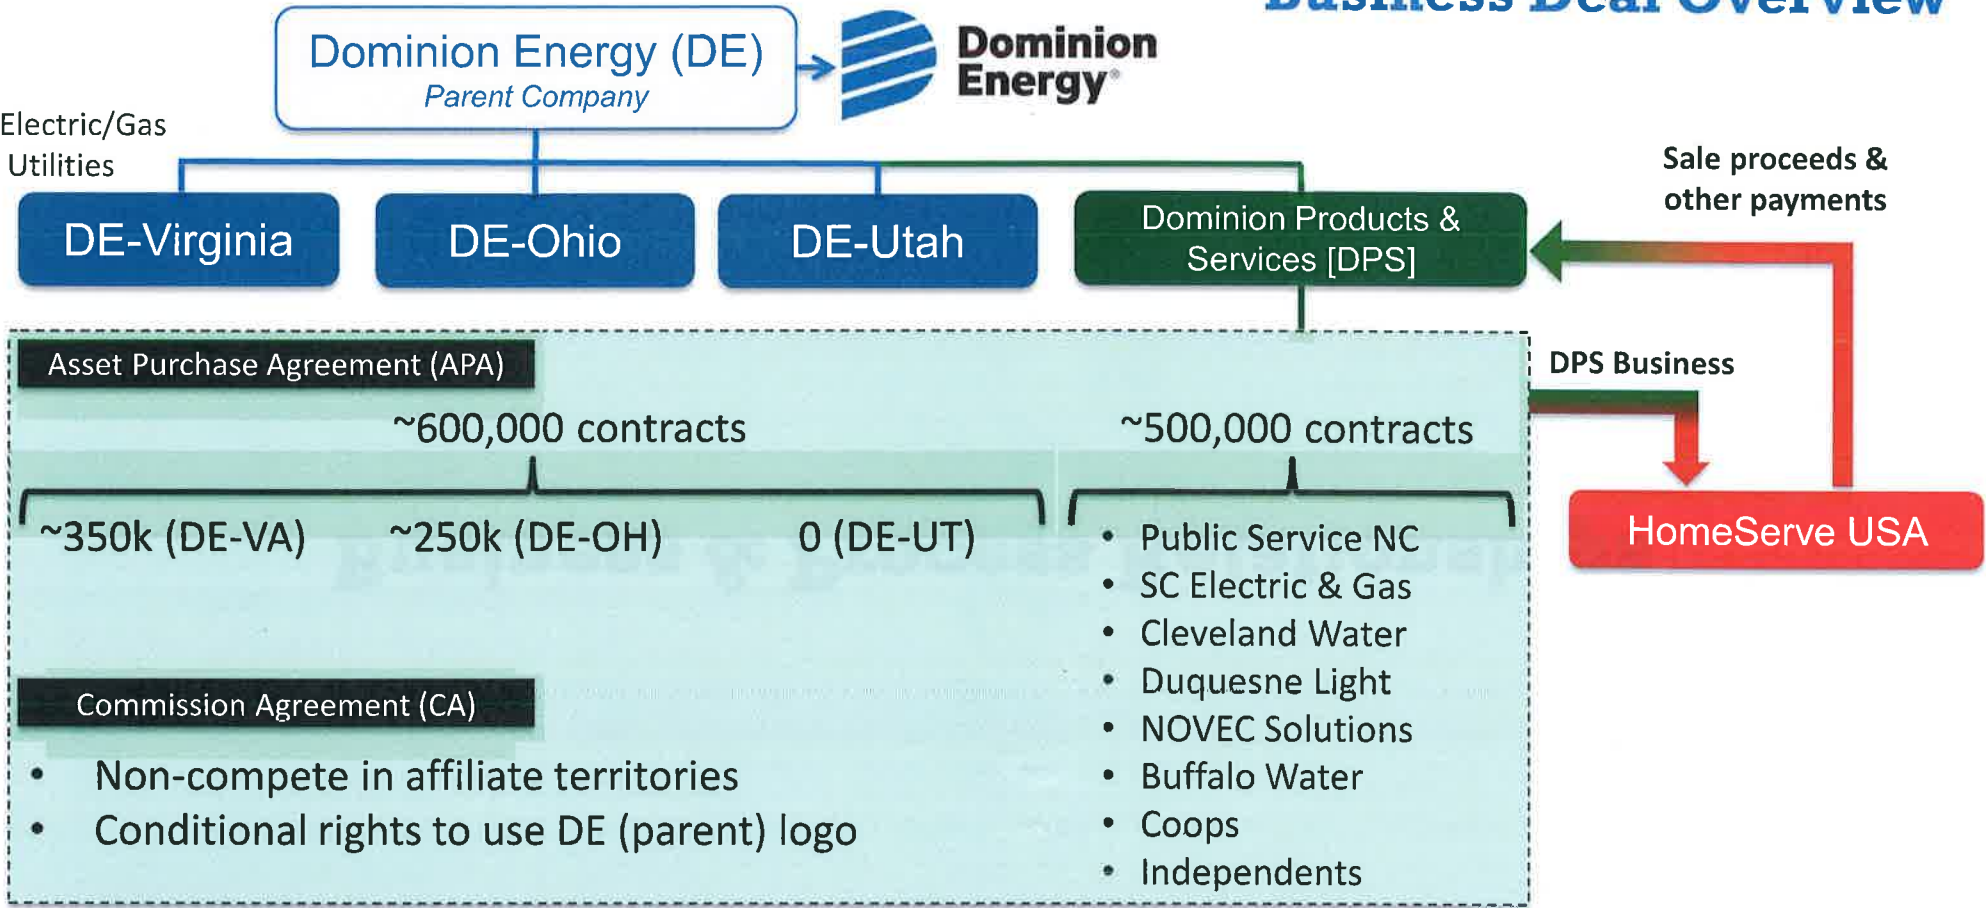 Business Deal Overview
Dominion Energy (DE)
Parent Company
Dominion
Energy®
Electric/Gas
Utilities
DE-Virginia
DE-Ohio
DE-Utah
Dominion Products &
Services [DPS]
Sale proceeds &
other payments
Asset Purchase Agreement (APA)
DPS Business
~600,000 contracts
~500,000 contracts
~350k (DE-VA)
~250k (DE-OH)
0 (DE-UT)
• Public Service NC
• SC Electric & Gas
• Cleveland Water
• Duquesne Light
• NOVEC Solutions
• Buffalo Water
• Coops
• Independents
HomeServe USA
Commission Agreement (CA)
• Non-compete in affiliate territories
• Conditional rights to use DE (parent) logo